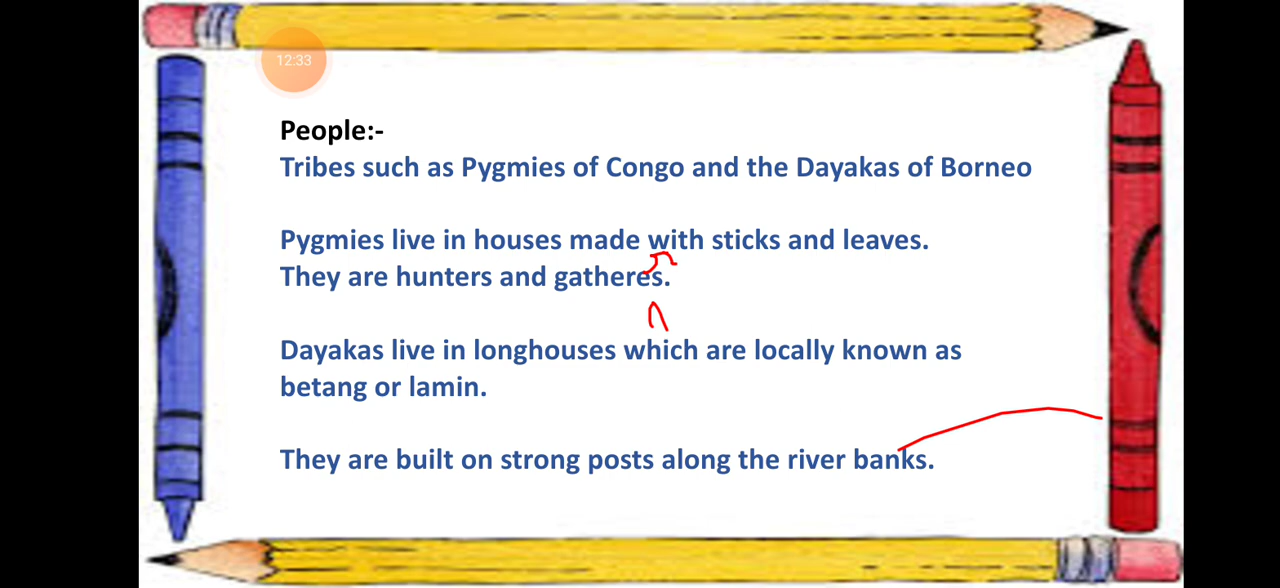 12:33
People:-
Tribes such as Pygmies of Congo and the Dayakas of Borneo
Pygmies live in houses made with sticks and leaves.
They are hunters and gatheres.
Dayakas live in longhouses which are locally known as
betang or lamin.
They are built on strong posts along the river banks.